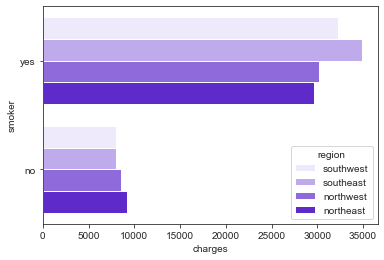 yes
no
smoker
0
5000
10000
15000
20000
25000
30000
35000
charges
region
southwest
southeast
northwest
northeast